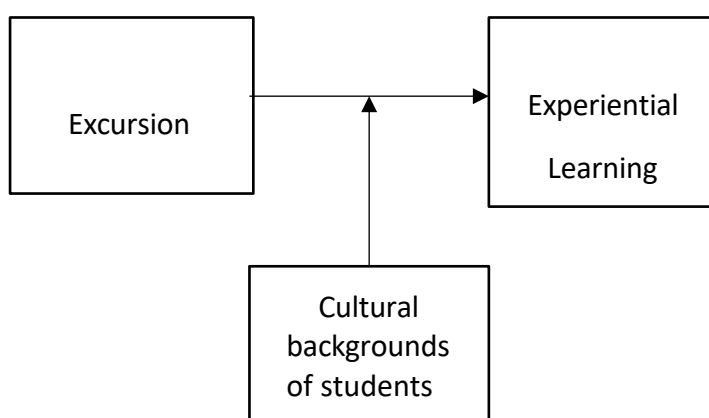 Excursion
Experiential
Learning
Cultural
backgrounds
of students